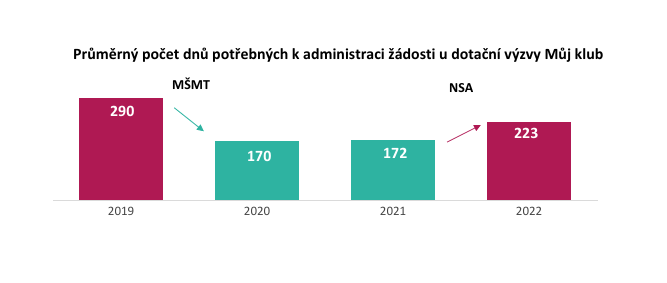 Průměrný počet dnů potřebných k administraci žádosti u dotační výzvy Můj klub
MŠMT
NSA
290
170
172
223
2019
2020
2021
2022